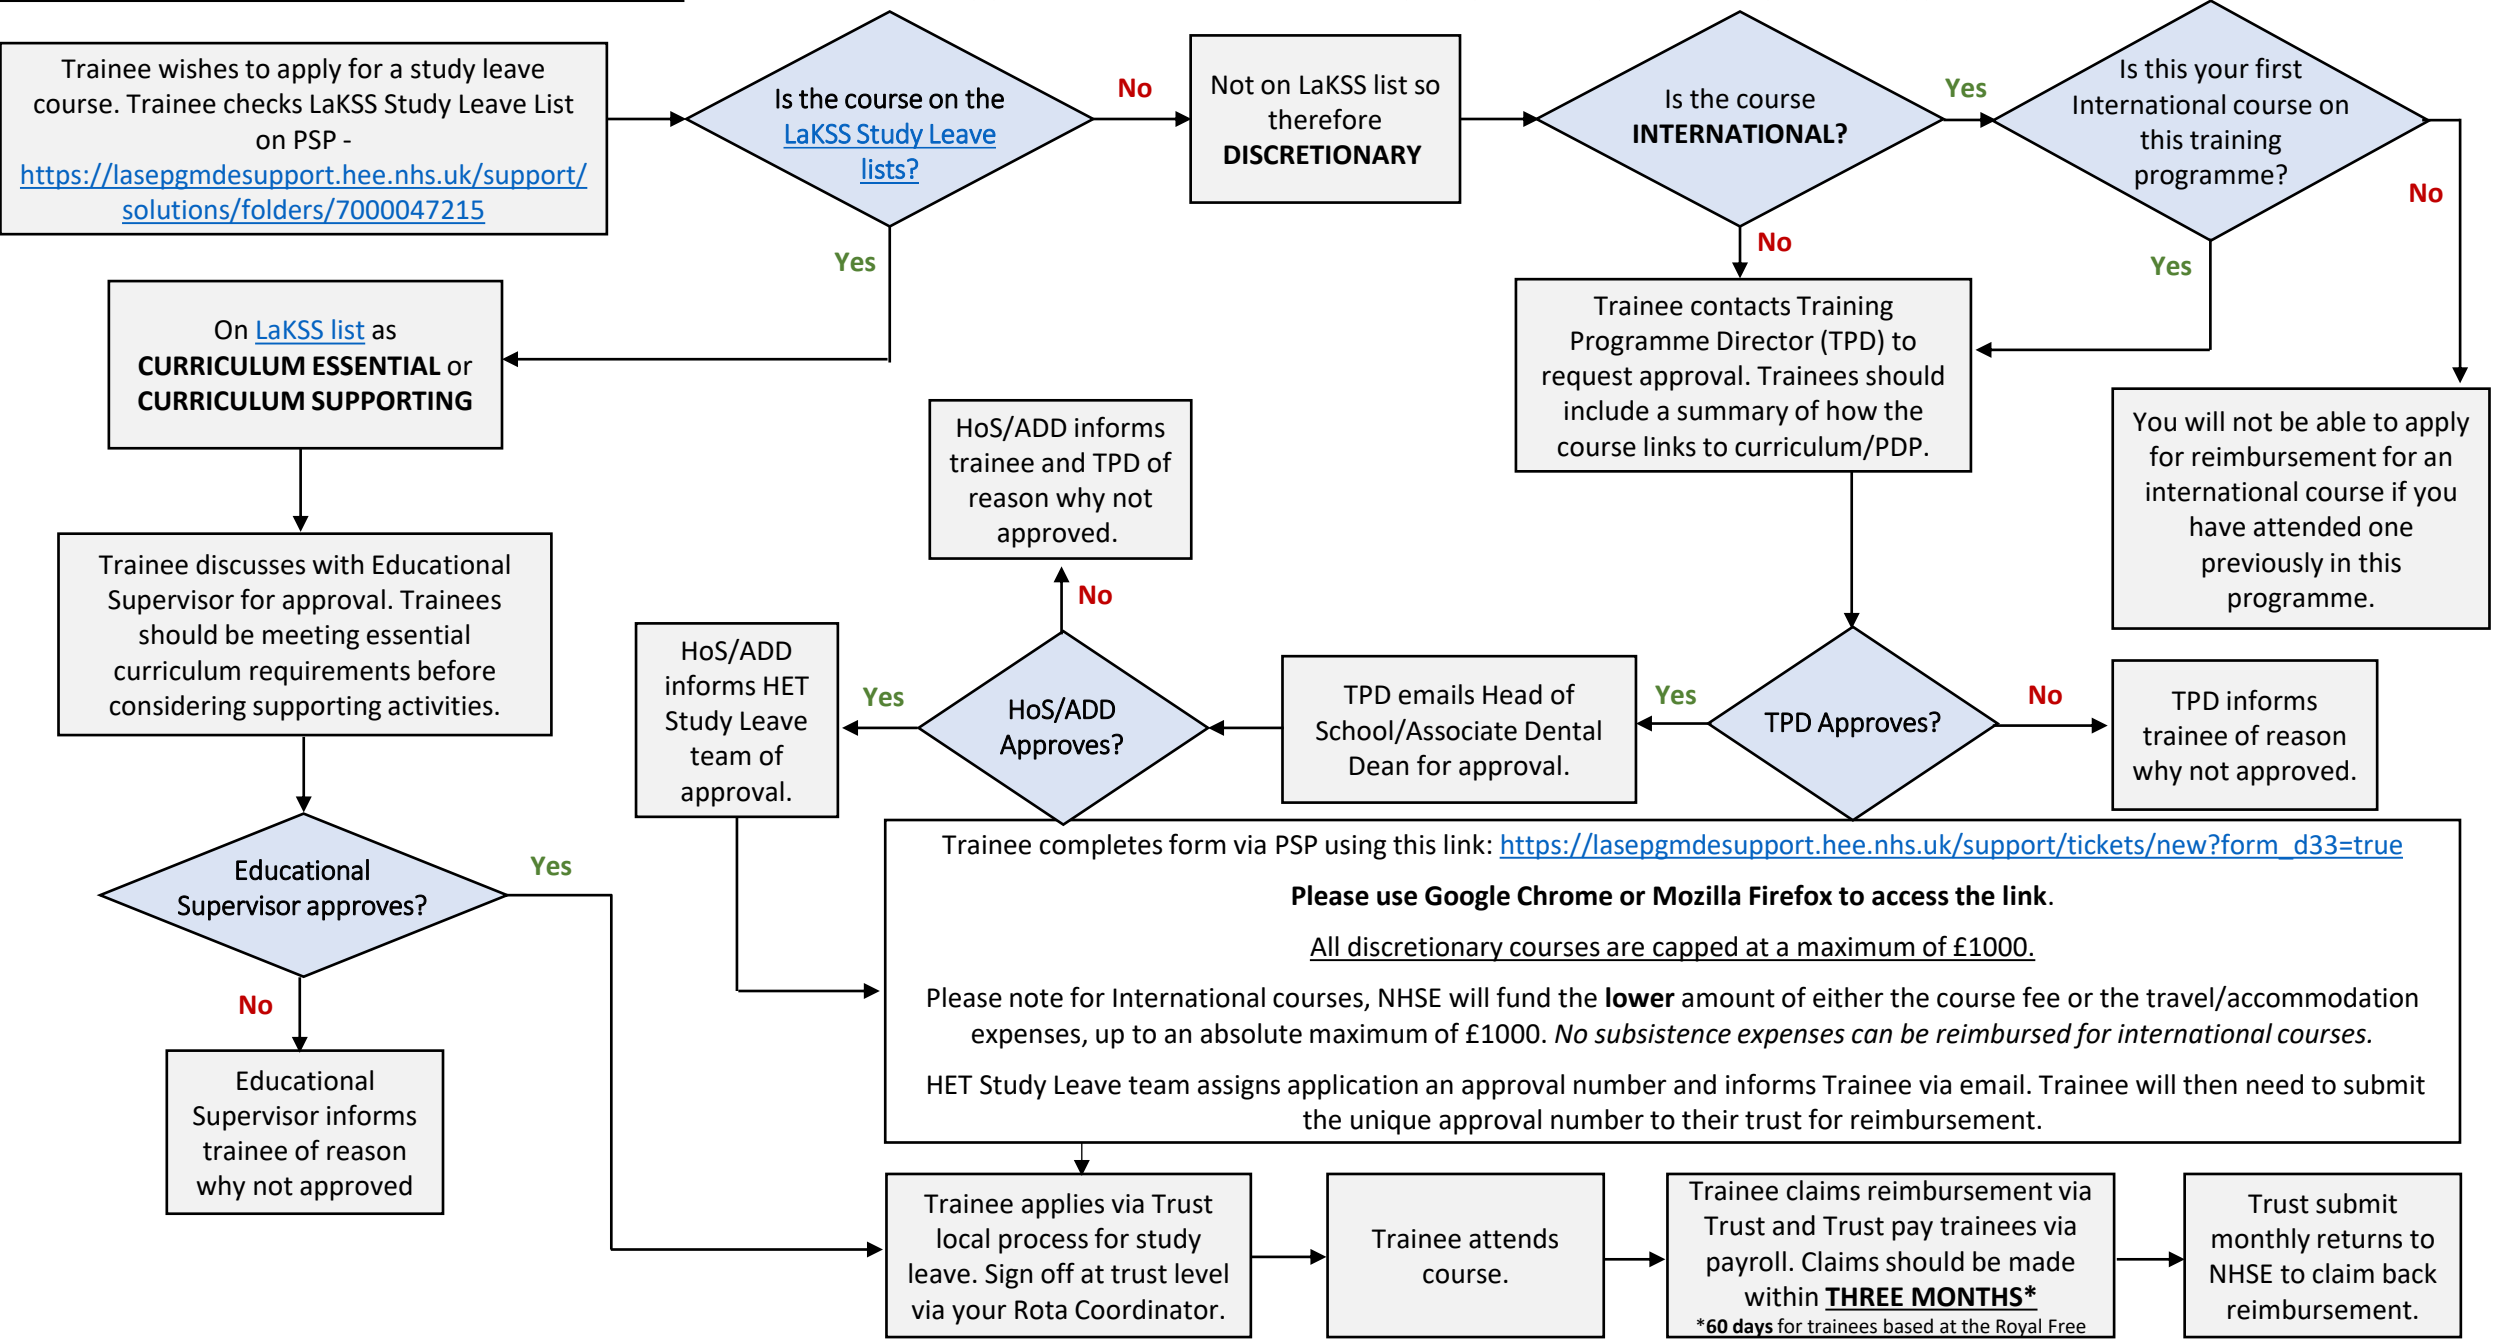 Trainee wishes to apply for a study leave
course. Trainee checks LaKSS Study Leave List
on PSP -
https://lasepgmdesupport.hee.nhs.uk/support/
solutions/folders/7000047215
Is the course on the
LaKSS Study Leave
lists?
No
Not on LaKSS list so
therefore
DISCRETIONARY
Is the course
INTERNATIONAL?
Yes
Is this your first
International course on
this training
programme?
No
Yes
No
Yes
On LaKSS list as
CURRICULUM ESSENTIAL or
CURRICULUM SUPPORTING
Trainee contacts Training
Programme Director (TPD) to
request approval. Trainees should
include a summary of how the
course links to curriculum/PDP.
You will not be able to apply
for reimbursement for an
international course if you
have attended one
previously in this
programme.
HoS/ADD informs
trainee and TPD of
reason why not
approved.
No
Trainee discusses with Educational
Supervisor for approval. Trainees
should be meeting essential
curriculum requirements before
considering supporting activities.
HoS/ADD
informs HET
Study Leave
team of
approval.
Yes
HoS/ADD
Approves?
TPD emails Head of
School/Associate Dental
Dean for approval.
Yes
TPD Approves?
No
TPD informs
trainee of reason
why not approved.
Educational
Supervisor approves?
Yes
No
Educational
Supervisor informs
trainee of reason
why not approved
Trainee completes form via PSP using this link: https://lasepgmdesupport.hee.nhs.uk/support/tickets/new?form_d33=true
Please use Google Chrome or Mozilla Firefox to access the link.
All discretionary courses are capped at a maximum of £1000.
Please note for International courses, NHSE will fund the lower amount of either the course fee or the travel/accommodation
expenses, up to an absolute maximum of £1000. No subsistence expenses can be reimbursed for international courses.
HET Study Leave team assigns application an approval number and informs Trainee via email. Trainee will then need to submit
the unique approval number to their trust for reimbursement.
Trainee applies via Trust
local process for study
leave. Sign off at trust level
via your Rota Coordinator.
Trainee attends
course.
Trainee claims reimbursement via
Trust and Trust pay trainees via
payroll. Claims should be made
within THREE MONTHS*
*60 days for trainees based at the Royal Free
Trust submit
monthly returns to
NHSE to claim back
reimbursement.